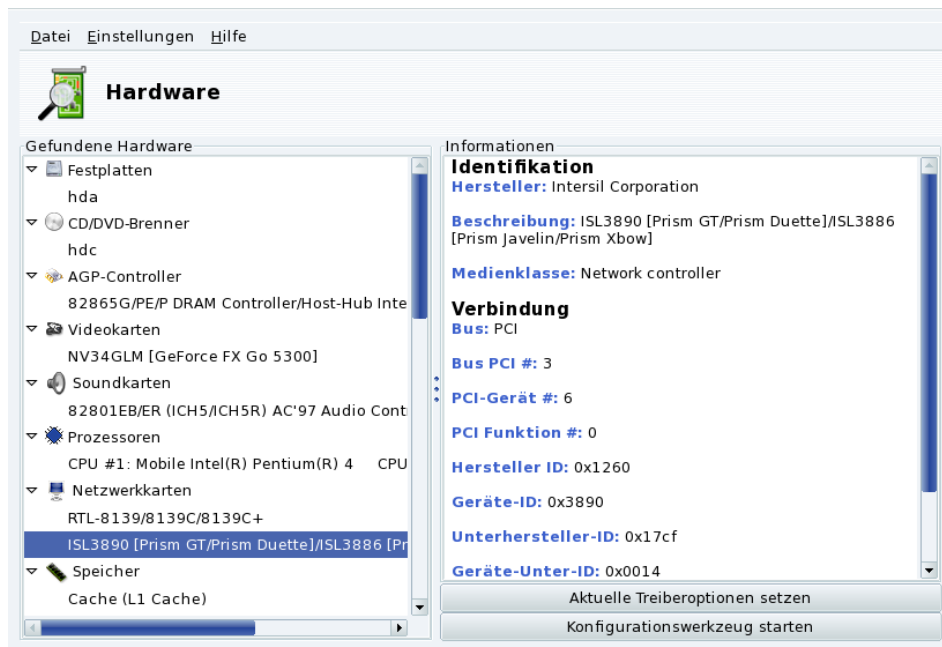 Datei Einstellungen Hilfe
Hardware
Gefundene Hardware
Festplatten
hda
CD/DVD-Brenner
hdc
AGP-Controller
82865G/PE/P DRAM Controller/Host-Hub Inte
Videokarten
NV34GLM [GeForce FX Go 5300]
Soundkarten
82801EB/ER (ICH5/ICH5R) AC'97 Audio Cont
Prozessoren
CPU #1: Mobile Intel(R) Pentium(R) 4 CPU
Netzwerkkarten
RTL-8139/8139C/8139C+
ISL3890 [Prism GT/Prism Duette]/ISL3886 [Pr
Speicher
Cache (L1 Cache)
Informationen
Identifikation
Hersteller: Intersil Corporation
Beschreibung: ISL3890 [Prism GT/Prism Duette]/ISL3886
[Prism Javelin/Prism Xbow]
Medienklasse: Network controller
Verbindung
Bus: PCI
Bus PCI #: 3
PCI-Gerät #: 6
PCI Funktion #: 0
Hersteller ID: 0x1260
Geräte-ID: 0x3890
Unterhersteller-ID: 0x17cf
Geräte-Unter-ID: 0x0014
Aktuelle Treiberoptionen setzen
Konfigurationswerkzeug starten